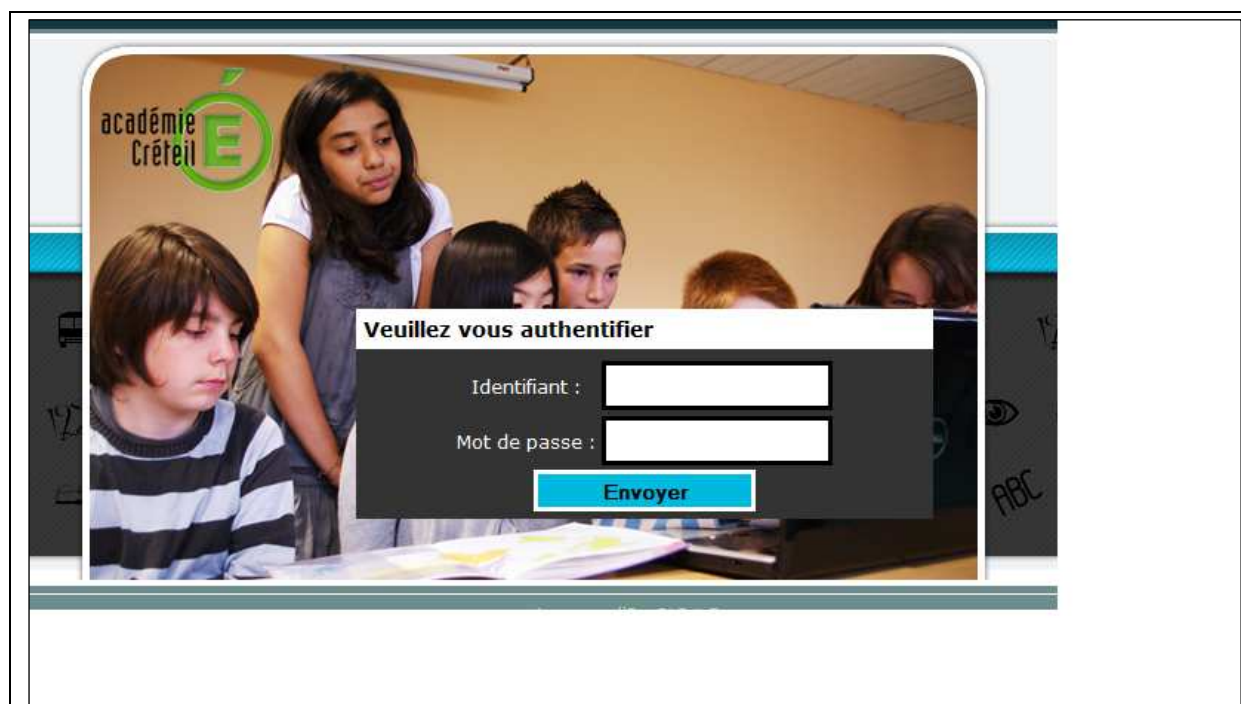 académie
Créteil
É
Veuillez vous authentifier
Identifiant :
Mot de passe :
Envoyer
ABC